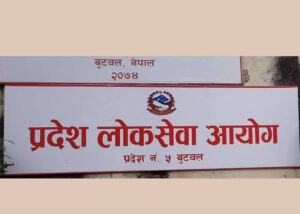 बुटवल, नेपाल
२०७४
प्रदेश लोकसेवा आयोग
प्रदेश नं. ५ बुटवल